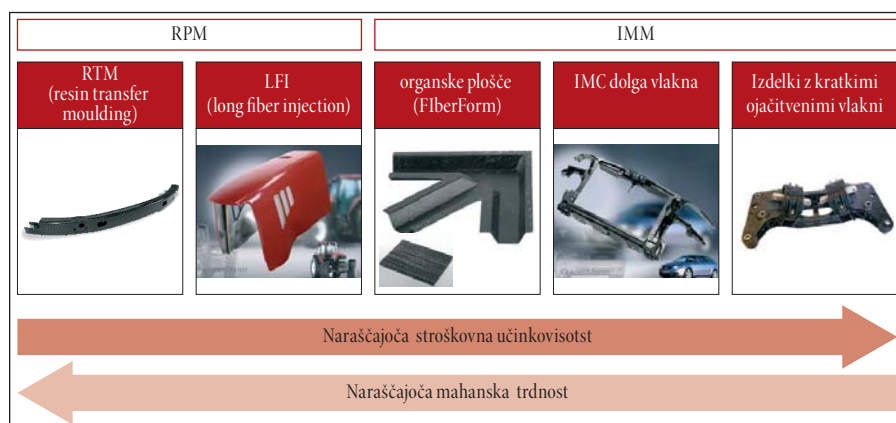 RPM
IMM
RTM
(resin transfer
moulding)
LFI
(long fiber injection)
organske plošče
(FIberForm)
IMC dolga vlakna
Izdelki z kratkimi
ojačitvenimi vlakni
Naraščajoča stroškovna učinkovisotst
Naraščajoča mahanska trdnost